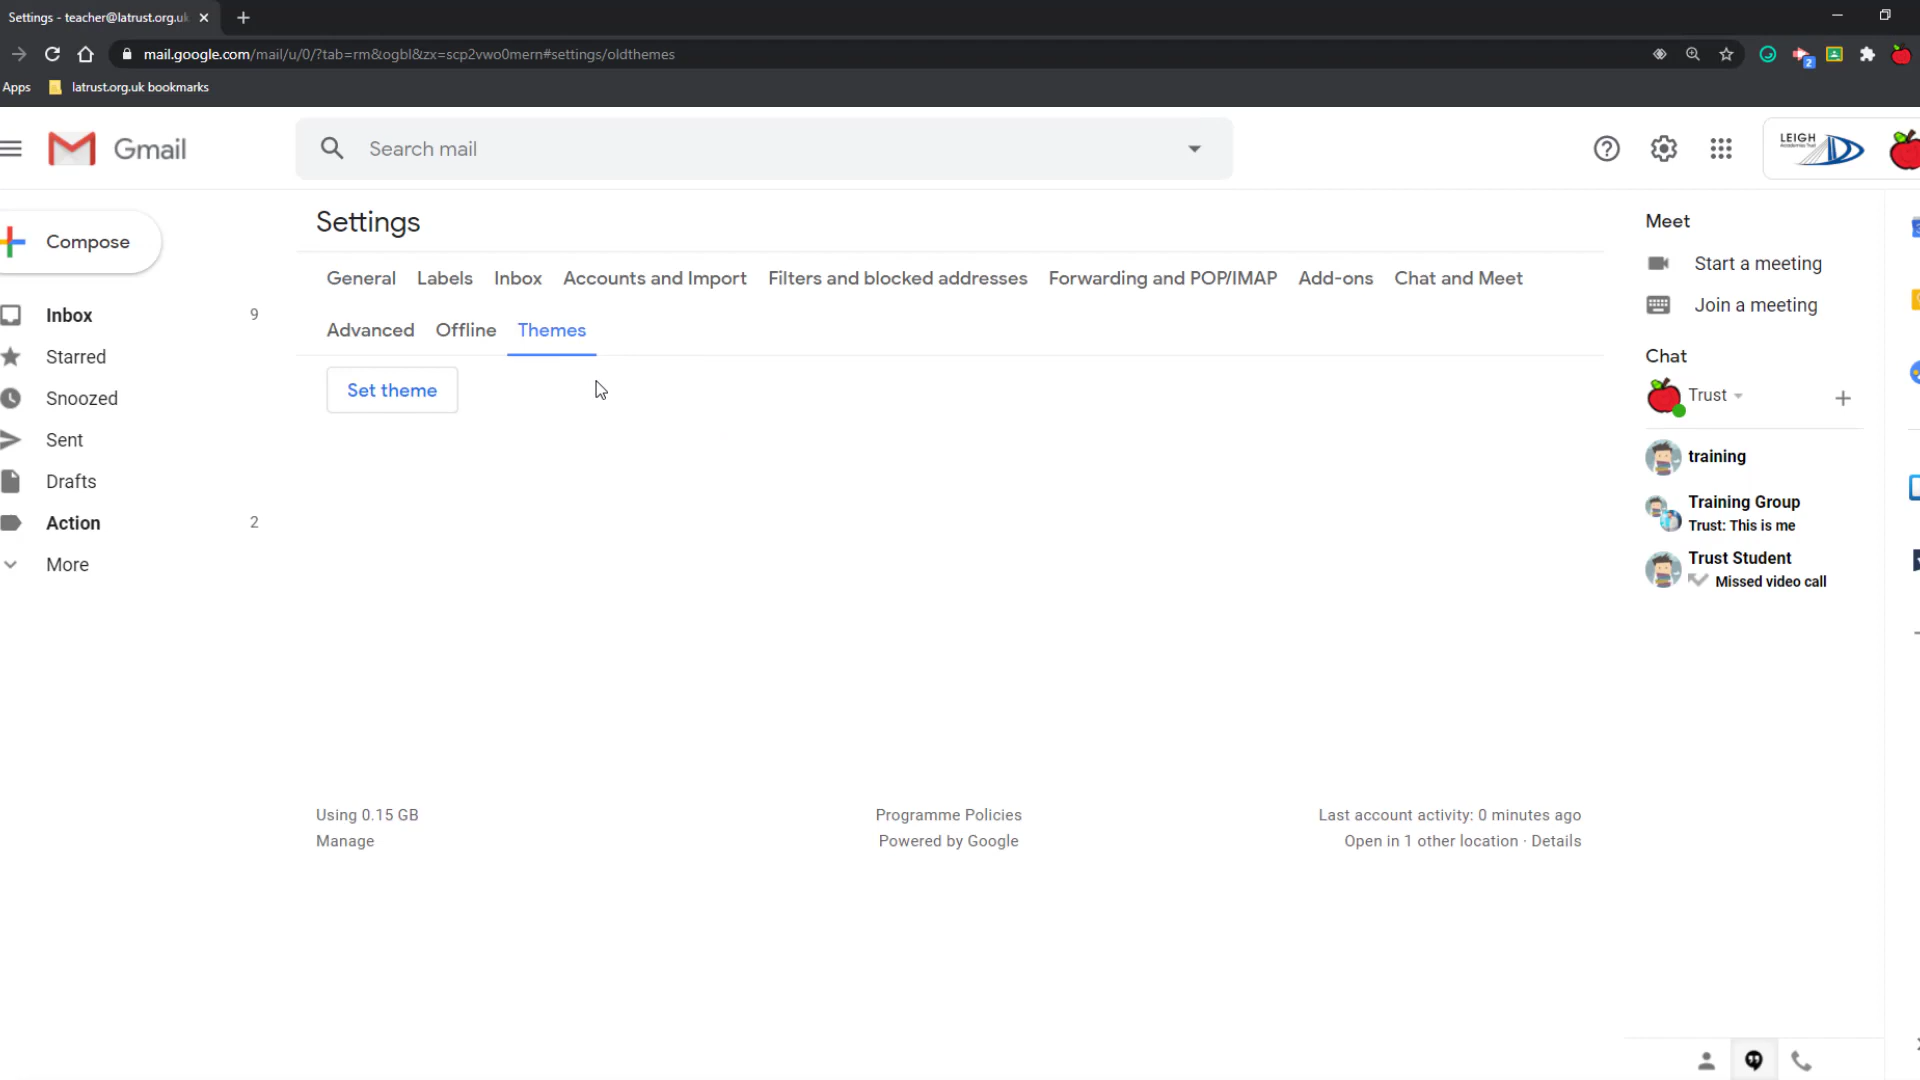 Settings - teacher@latrust.org.uk
mail.google.com/mail/u/0/?tab=rm&ogbl&zx=scp2vwo0mern#settings/oldthemes
2
Apps
latrust.org.uk bookmarks
Gmail
Search mail
LEIGH
Academies Trust
Compose
Settings
Meet
General Labels Inbox Accounts and Import Filters and blocked addresses Forwarding and POP/IMAP Add-ons Chat and Meet
Start a meeting
Inbox 9
Join a meeting
Advanced Offline Themes
Starred
Chat
Set theme
Snoozed
Trust
Sent
training
Drafts
Training Group
Trust: This is me
Action 2
More
Trust Student
Missed video call
Using 0.15 GB
Manage
Programme Policies
Powered by Google
Last account activity: 0 minutes ago
Open in 1 other location · Details